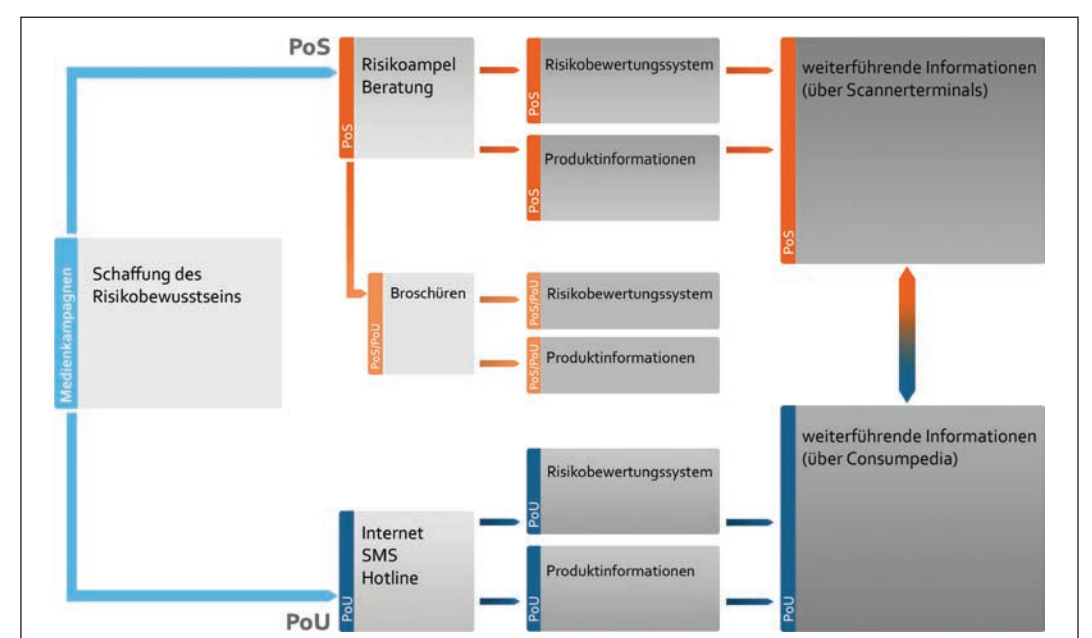 PoS
PoS
Risikoampel
Beratung
PoS
Risikobewertungssystem
PoS
Produktinformationen
PoS
weiterführende Informationen
(über Scannerterminals)
Medienkampagnen
Schaffung des
Risikobewusstseins
PoS/PoU
Broschüren
PoS/PoU
Risikobewertungssystem
PoS/PoU
Produktinformationen
PoU
Internet
SMS
Hotline
PoU
Risikobewertungssystem
PoU
Produktinformationen
PoU
weiterführende Informationen
(über Consumpedia)
PoU